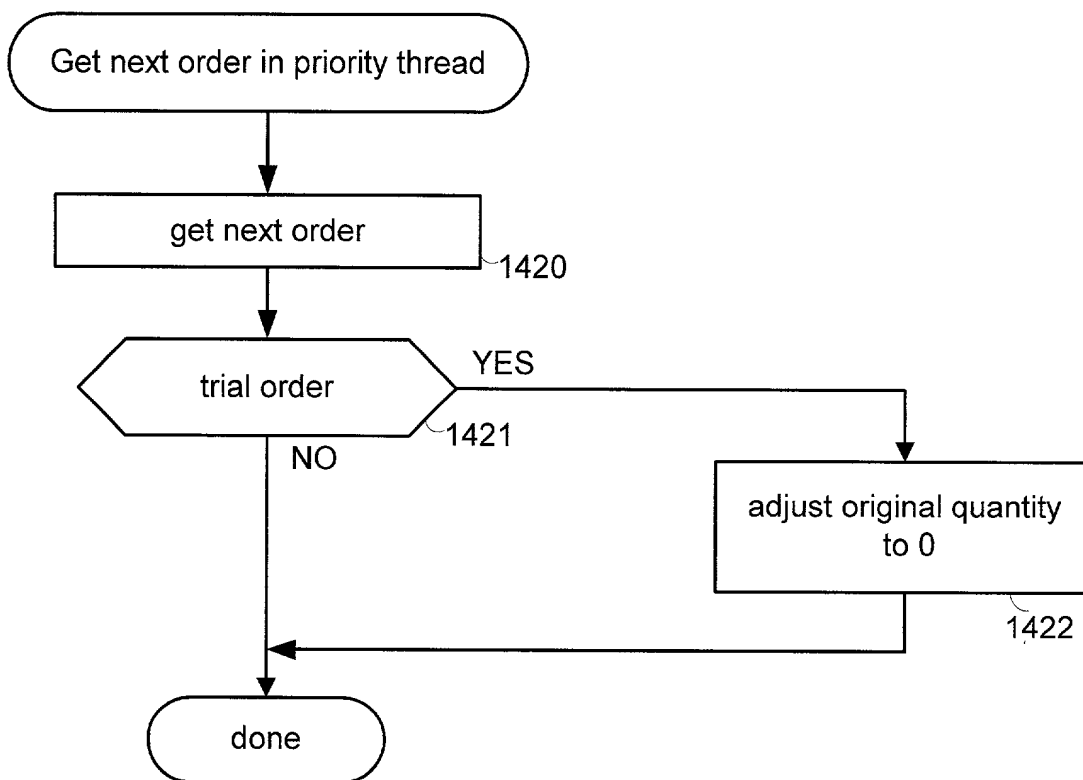 Get next order in priority thread
get next order
1420
trial order
YES
1421
NO
adjust original quantity
to 0
1422
done